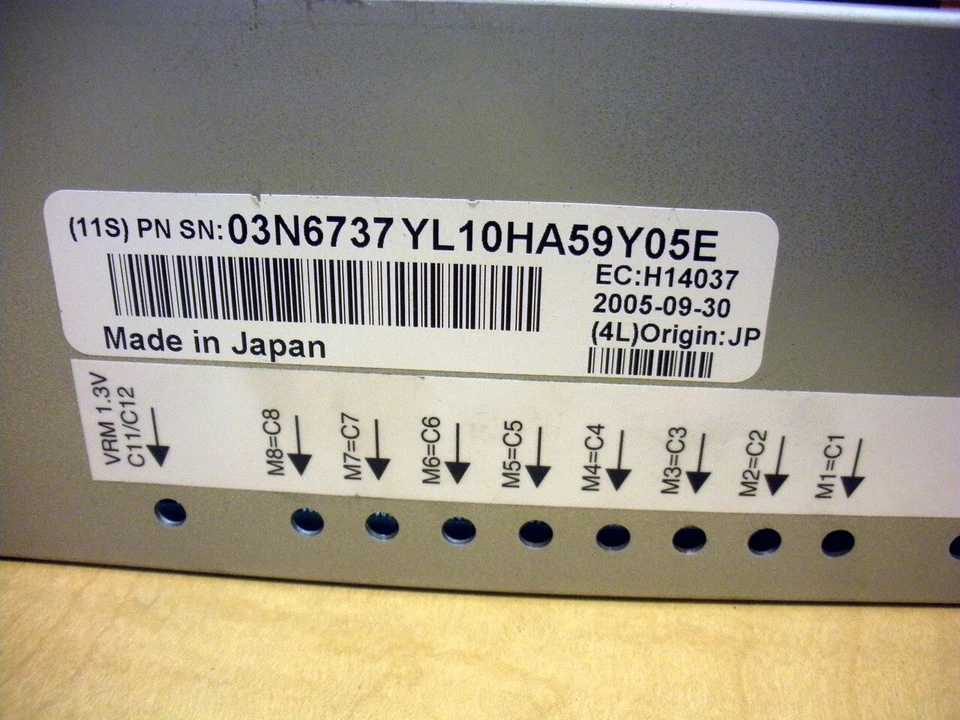 (11S) PN SN:03N6737 YL10HA59Y05E
EC:H14037
2005-09-30
(4L)Origin:JP
Made in Japan
VRM 1.3V
C11/C12
M8=C8
M7=C7
M6=C6
M5=C5
M4=C4
M3=C3
M2=C2
M1=C1